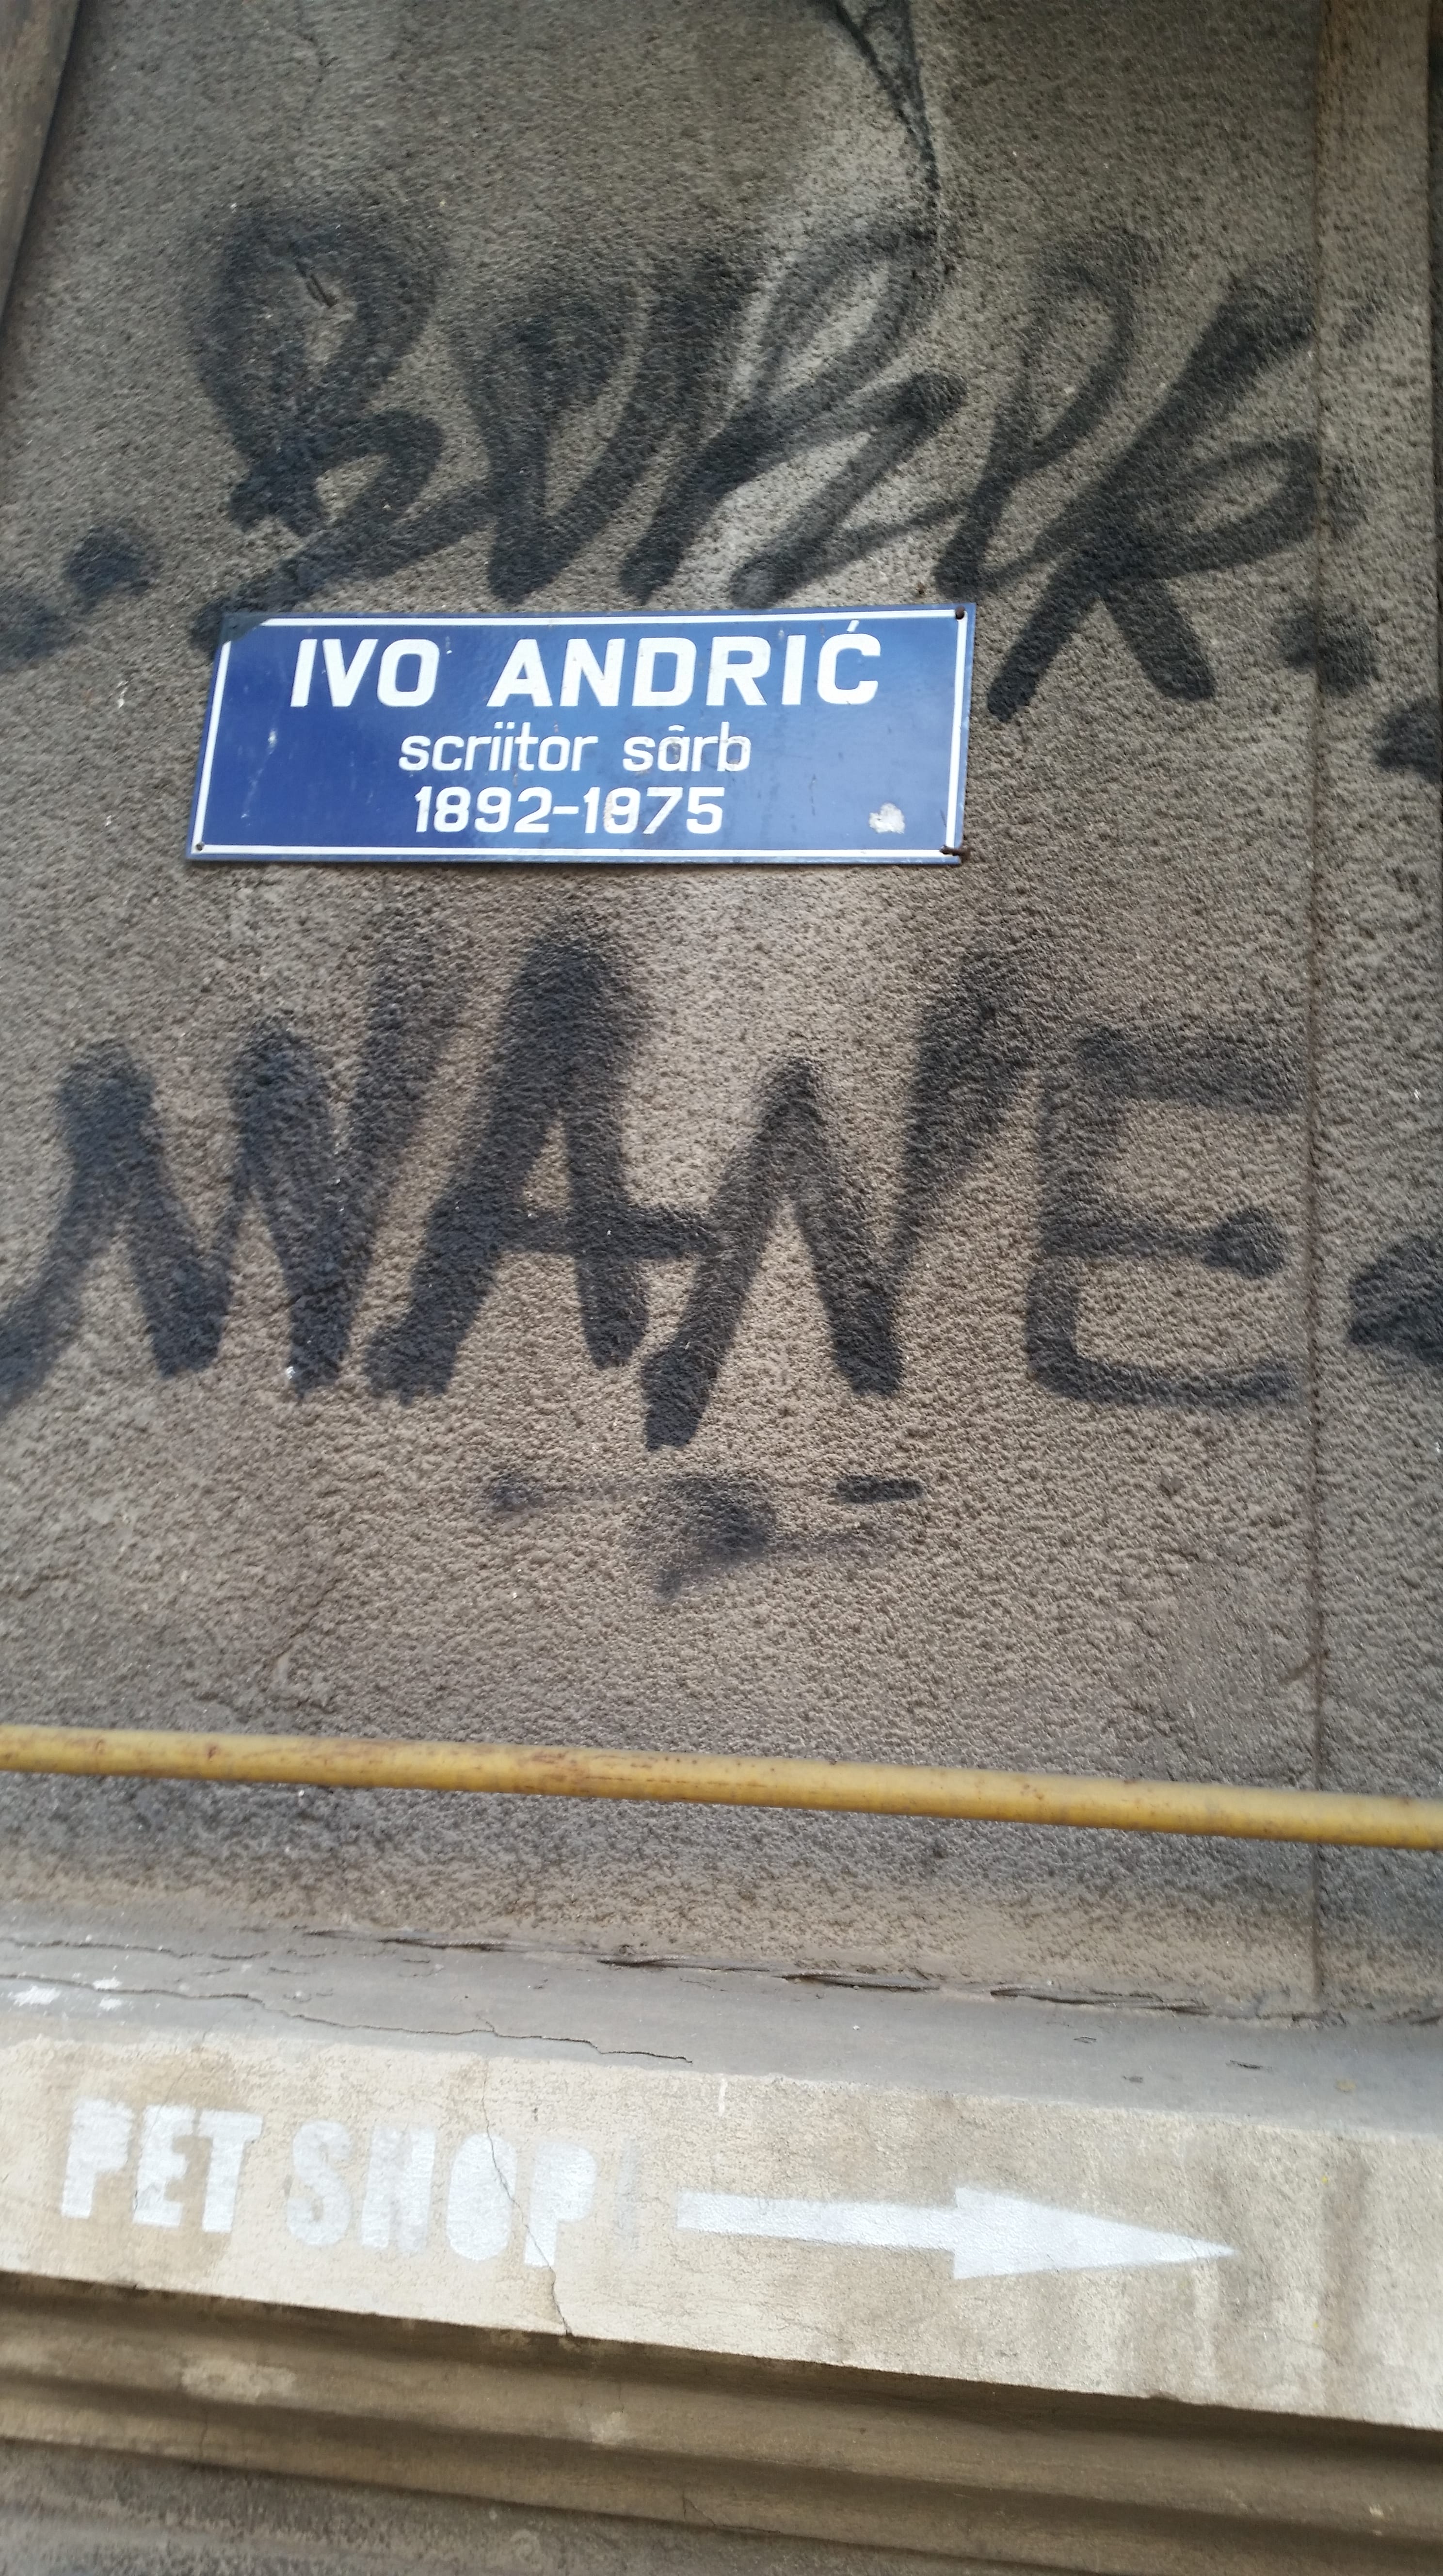 IVO ANDRIĆ
scriitor sârb
1892-1975
WANE
PET SHOP